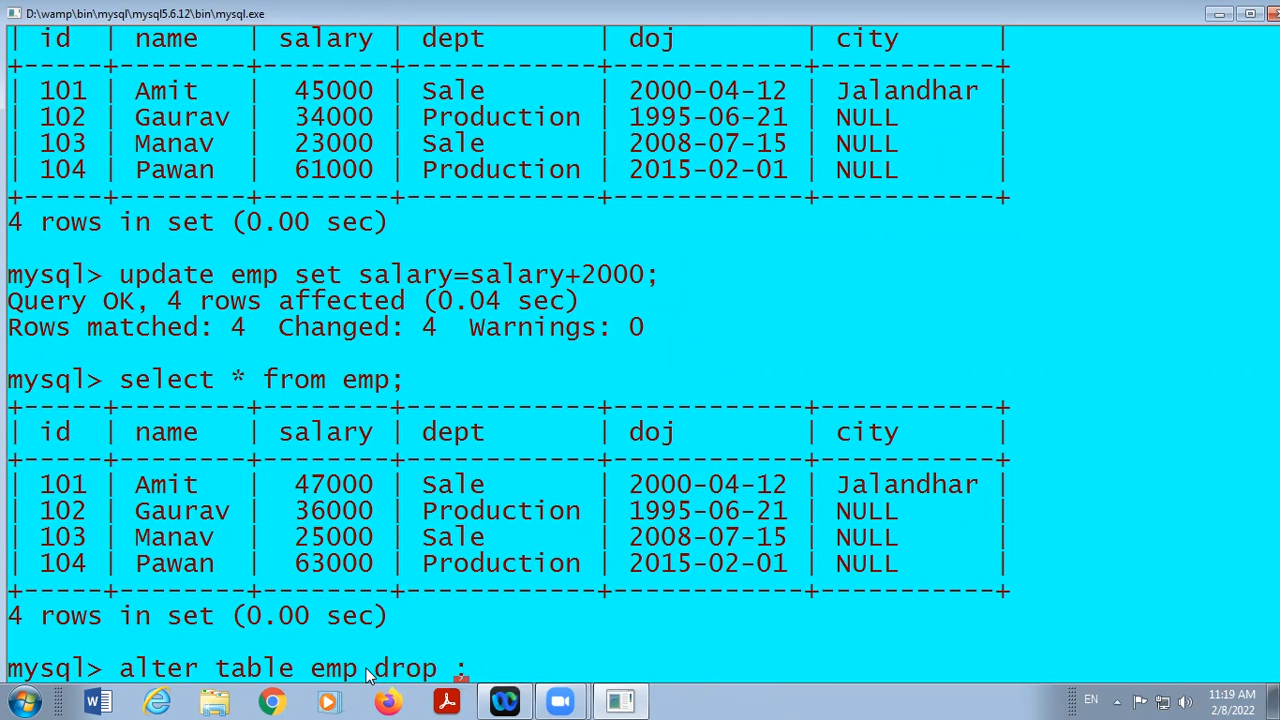 D:\wamp\bin\mysql\mysql5.6.12\bin\mysql.exe
| id | name | salary | dept | doj | city |
+-----+--------+--------+------------+------------+-----------+
| 101 | Amit | 45000 | Sale | 2000-04-12 | Jalandhar |
| 102 | Gaurav | 34000 | Production | 1995-06-21 | NULL |
| 103 | Manav | 23000 | Sale | 2008-07-15 | NULL |
| 104 | Pawan | 61000 | Production | 2015-02-01 | NULL |
+-----+--------+--------+------------+------------+-----------+
4 rows in set (0.00 sec)
mysql> update emp set salary=salary+2000;
Query OK, 4 rows affected (0.04 sec)
Rows matched: 4 Changed: 4 Warnings: 0
mysql> select * from emp;
+-----+--------+--------+------------+------------+-----------+
| id | name | salary | dept | doj | city |
+-----+--------+--------+------------+------------+-----------+
| 101 | Amit | 47000 | Sale | 2000-04-12 | Jalandhar |
| 102 | Gaurav | 36000 | Production | 1995-06-21 | NULL |
| 103 | Manav | 25000 | Sale | 2008-07-15 | NULL |
| 104 | Pawan | 63000 | Production | 2015-02-01 | NULL |
+-----+--------+--------+------------+------------+-----------+
4 rows in set (0.00 sec)
mysql> alter table emp drop ;
EN
11:19 AM
2/8/2022